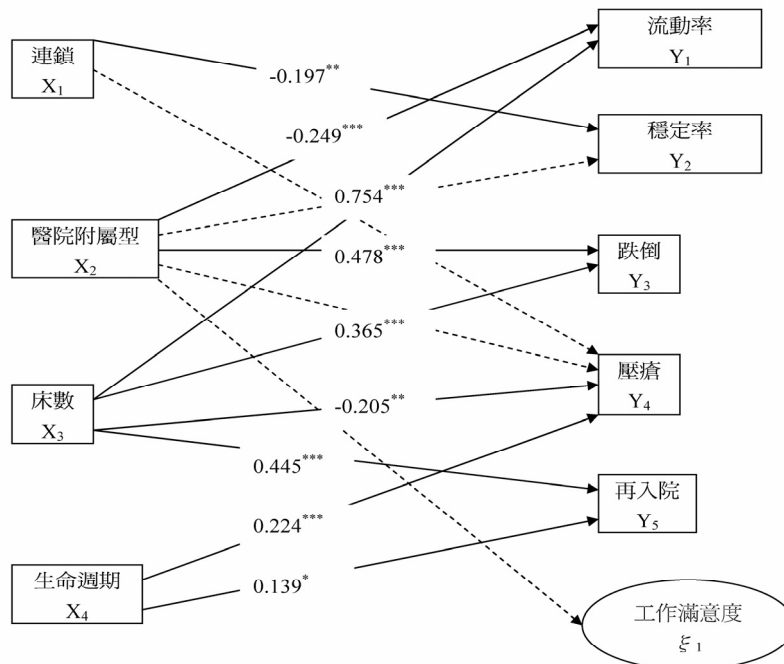 連鎖
X₁
醫院附屬型
X₂
床數
X₃
生命週期
X₄
-0.197**
-0.249***
0.754***
0.478***
0.365***
-0.205**
0.445***
0.224***
0.139*
流動率
Y₁
穩定率
Y₂
跌倒
Y₃
壓瘡
Y₄
再入院
Y₅
工作滿意度
ξ₁